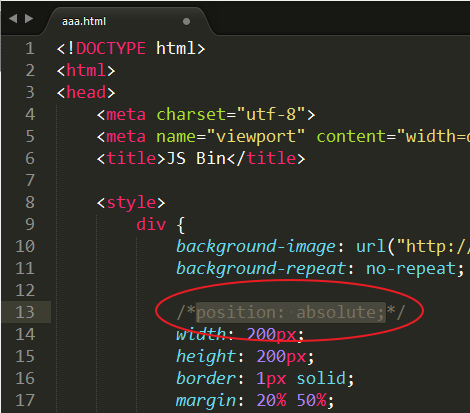 aaa.html
1 <!DOCTYPE html>
2 <html>
3 <head>
4 <meta charset="utf-8">
5 <meta name="viewport" content="width=
6 <title>JS Bin</title>
7
8 <style>
9 div {
10 background-image: url("http:/
11 background-repeat: no-repeat;
12
13 /*position: absolute;*/
14 width: 200px;
15 height: 200px;
16 border: 1px solid;
17 margin: 20% 50%;